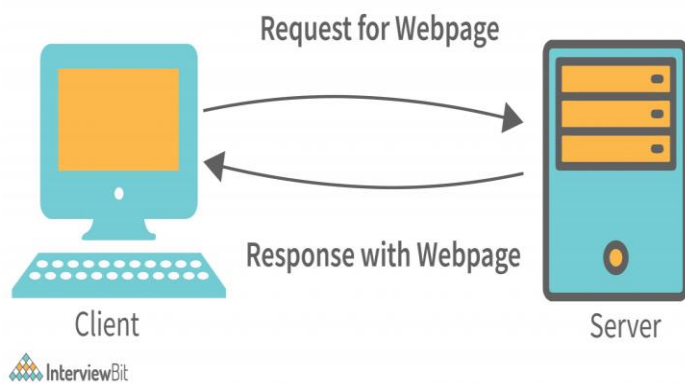 Request for Webpage
Response with Webpage
Client
Server
InterviewBit